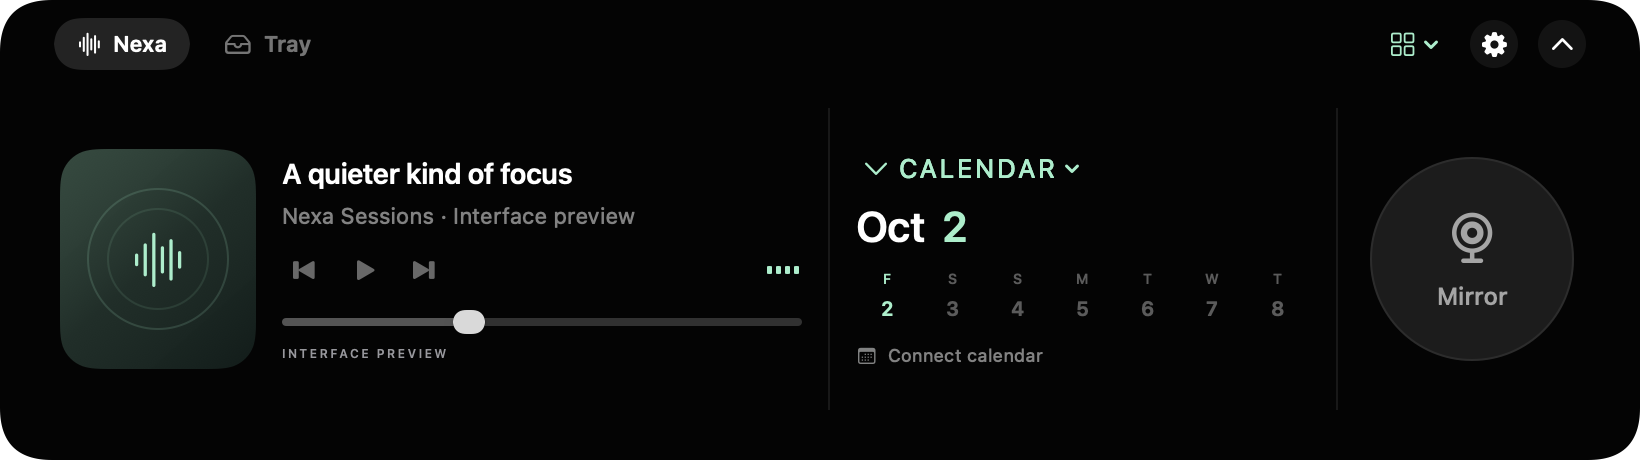 Nexa
Tray
A quieter kind of focus
Nexa Sessions · Interface preview
INTERFACE PREVIEW
CALENDAR
Oct 2
F S S M T W T
2 3 4 5 6 7 8
Connect calendar
Mirror